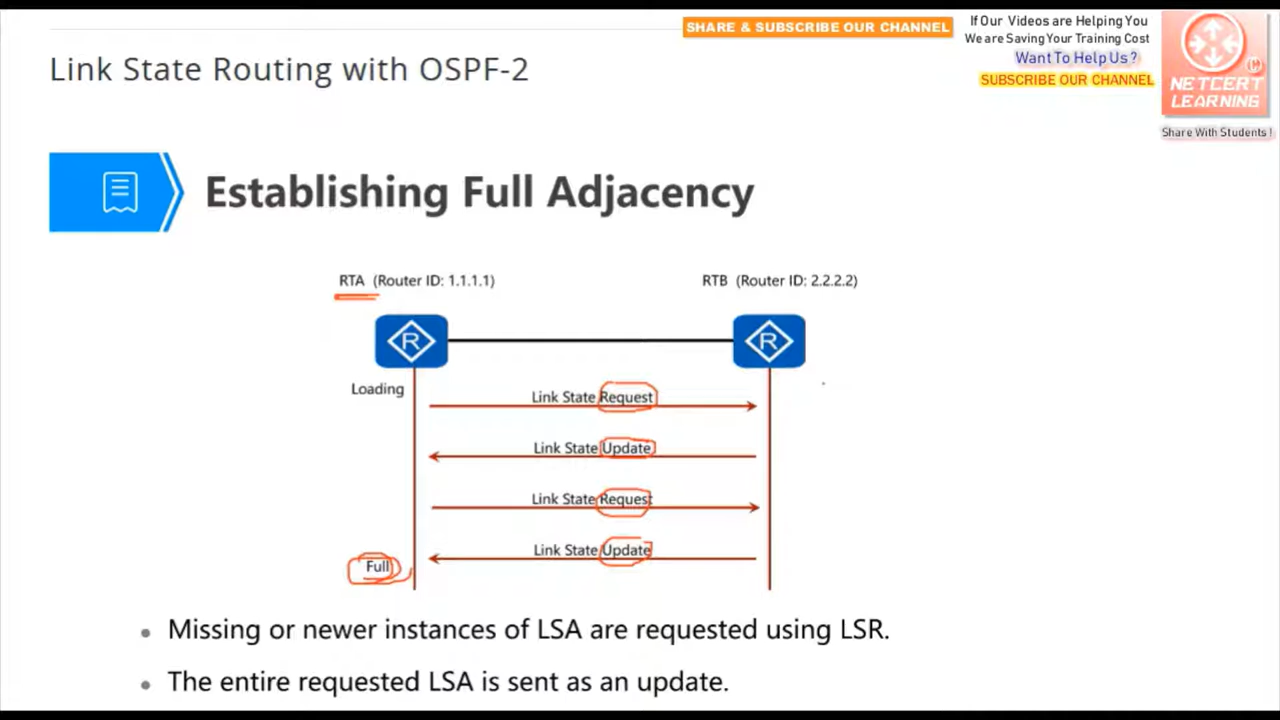 SHARE & SUBSCRIBE OUR CHANNEL
If Our Videos are Helping You
We are Saving Your Training Cost
Want To Help Us ?
SUBSCRIBE OUR CHANNEL
NETCERT
LEARNING
Share With Students !
Link State Routing with OSPF-2
Establishing Full Adjacency
RTA (Router ID: 1.1.1.1)
RTB (Router ID: 2.2.2.2)
R
R
Loading
Link State Request
Link State Update
Link State Request
Link State Update
Full
• Missing or newer instances of LSA are requested using LSR.
• The entire requested LSA is sent as an update.